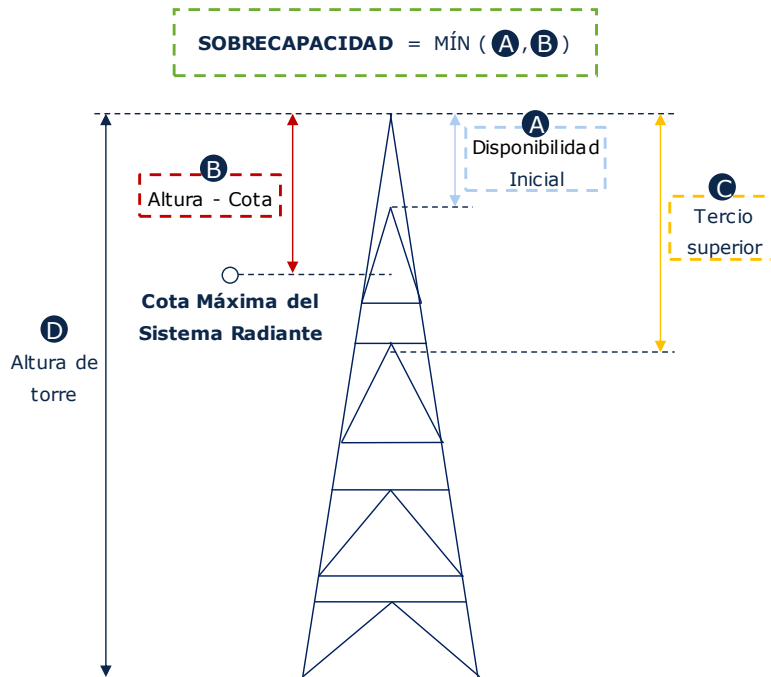 SOBRECAPACIDAD = MÍN ( A , B )
A
Disponibilidad
Inicial
B
Altura - Cota
C
Tercio
superior
Cota Máxima del
Sistema Radiante
D
Altura de
torre